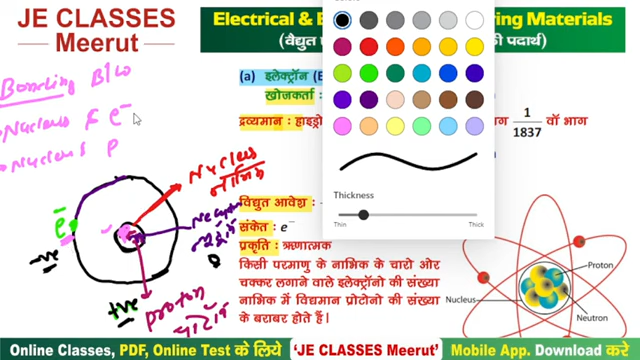 JE CLASSES
Meerut
Electrical & E
ring Materials
(वैद्युत
की पदार्थ)
Bonding B/w
Nucleus & e⁻
Nucleus P
(a) इलेक्ट्रॉन (E
खोजकर्ता :
द्रव्यमान : हाइड्रो
भाग 1/1837 वाँ भाग
विद्युत आवेश : -
संकेत : e⁻
प्रकृति : ऋणात्मक
किसी परमाणु के नाभिक के चारो ओर
चक्कर लगाने वाले इलेक्ट्रोनो की संख्या
नाभिक में विद्यमान प्रोटोनो की संख्या
के बराबर होते हैं।
Thickness
Thin
Thick
Nucleus
नाभिक
e⁻
-ve
+ve
proton
Proton
Nucleus:
Neutron
Online Classes, PDF, Online Test के लिये 'JE CLASSES Meerut' Mobile App. Download करे